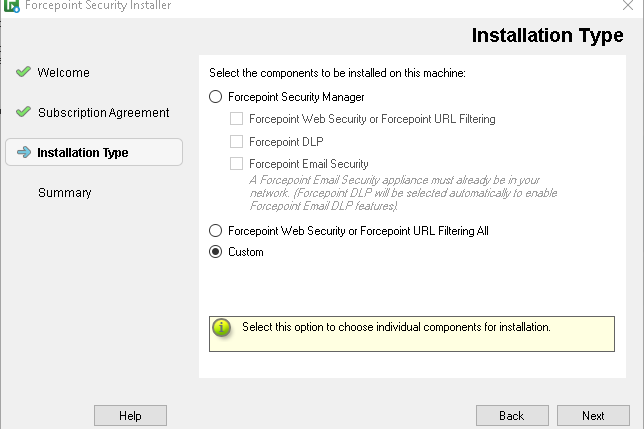 Forcepoint Security Installer
Installation Type
Welcome
Subscription Agreement
Installation Type
Summary
Select the components to be installed on this machine:
Forcepoint Security Manager
Forcepoint Web Security or Forcepoint URL Filtering
Forcepoint DLP
Forcepoint Email Security
A Forcepoint Email Security appliance must already be in your
network. (Forcepoint DLP will be selected automatically to enable
Forcepoint Email DLP features).
Forcepoint Web Security or Forcepoint URL Filtering All
Custom
Select this option to choose individual components for installation.
Help
Back
Next